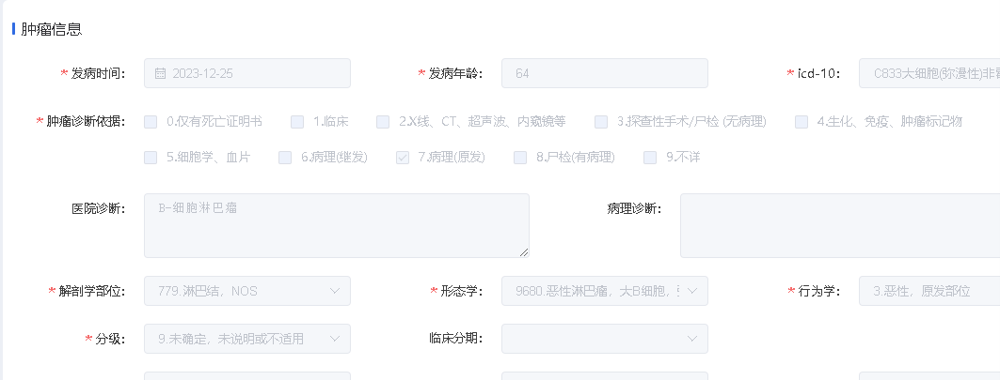 肿瘤信息
* 发病时间: 2023-12-25 * 发病年龄: 64 * icd-10: C833大细胞(弥漫性)非
* 肿瘤诊断依据: 0.仅有死亡证明书 1.临床 2.X线、CT、超声波、内窥镜等 3.探查性手术/尸检 (无病理) 4.生化、免疫、肿瘤标记物
5.细胞学、血片 6.病理(继发) 7.病理(原发) 8.尸检(有病理) 9.不详
医院诊断: B-细胞淋巴瘤 病理诊断:
* 解剖学部位: 779.淋巴结，NOS * 形态学: 9680.恶性淋巴瘤，大B细胞， * 行为学: 3.恶性，原发部位
* 分级: 9.未确定，未说明或不适用 临床分期: